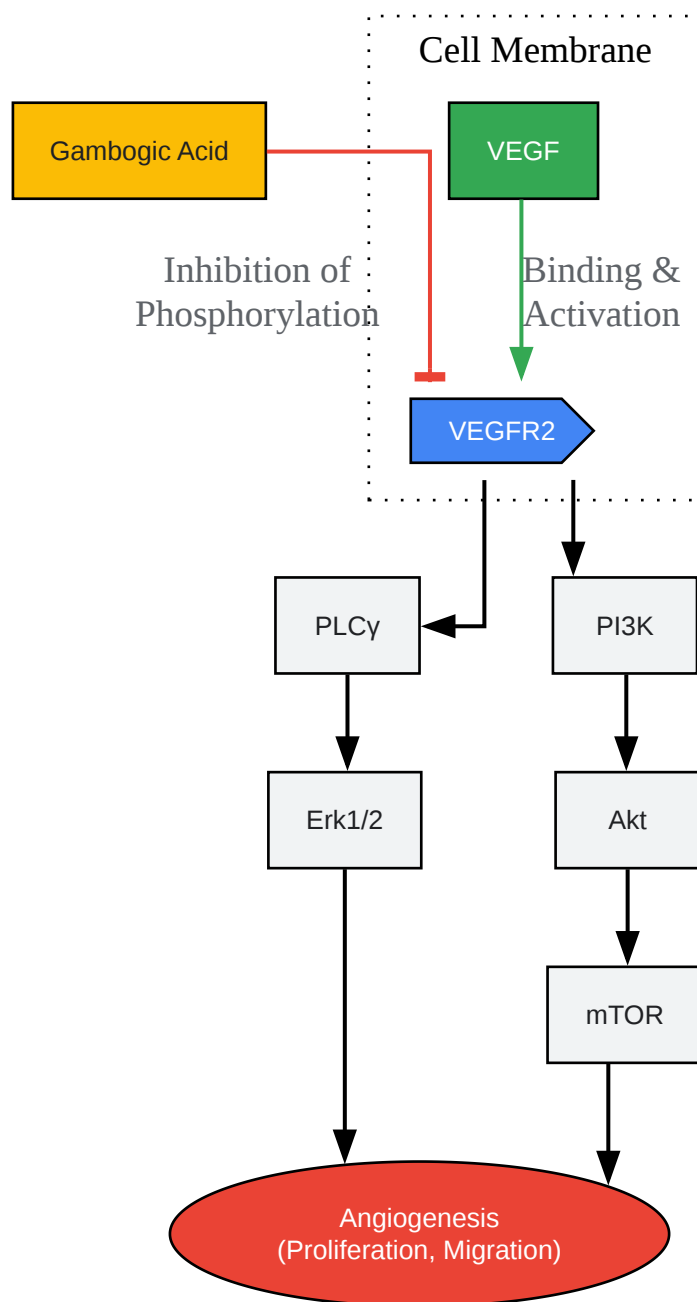 Cell Membrane
Gambogic Acid
VEGF
Inhibition of
Phosphorylation
Binding &
Activation
VEGFR2
PLCγ
PI3K
Erk1/2
Akt
mTOR
Angiogenesis
(Proliferation, Migration)